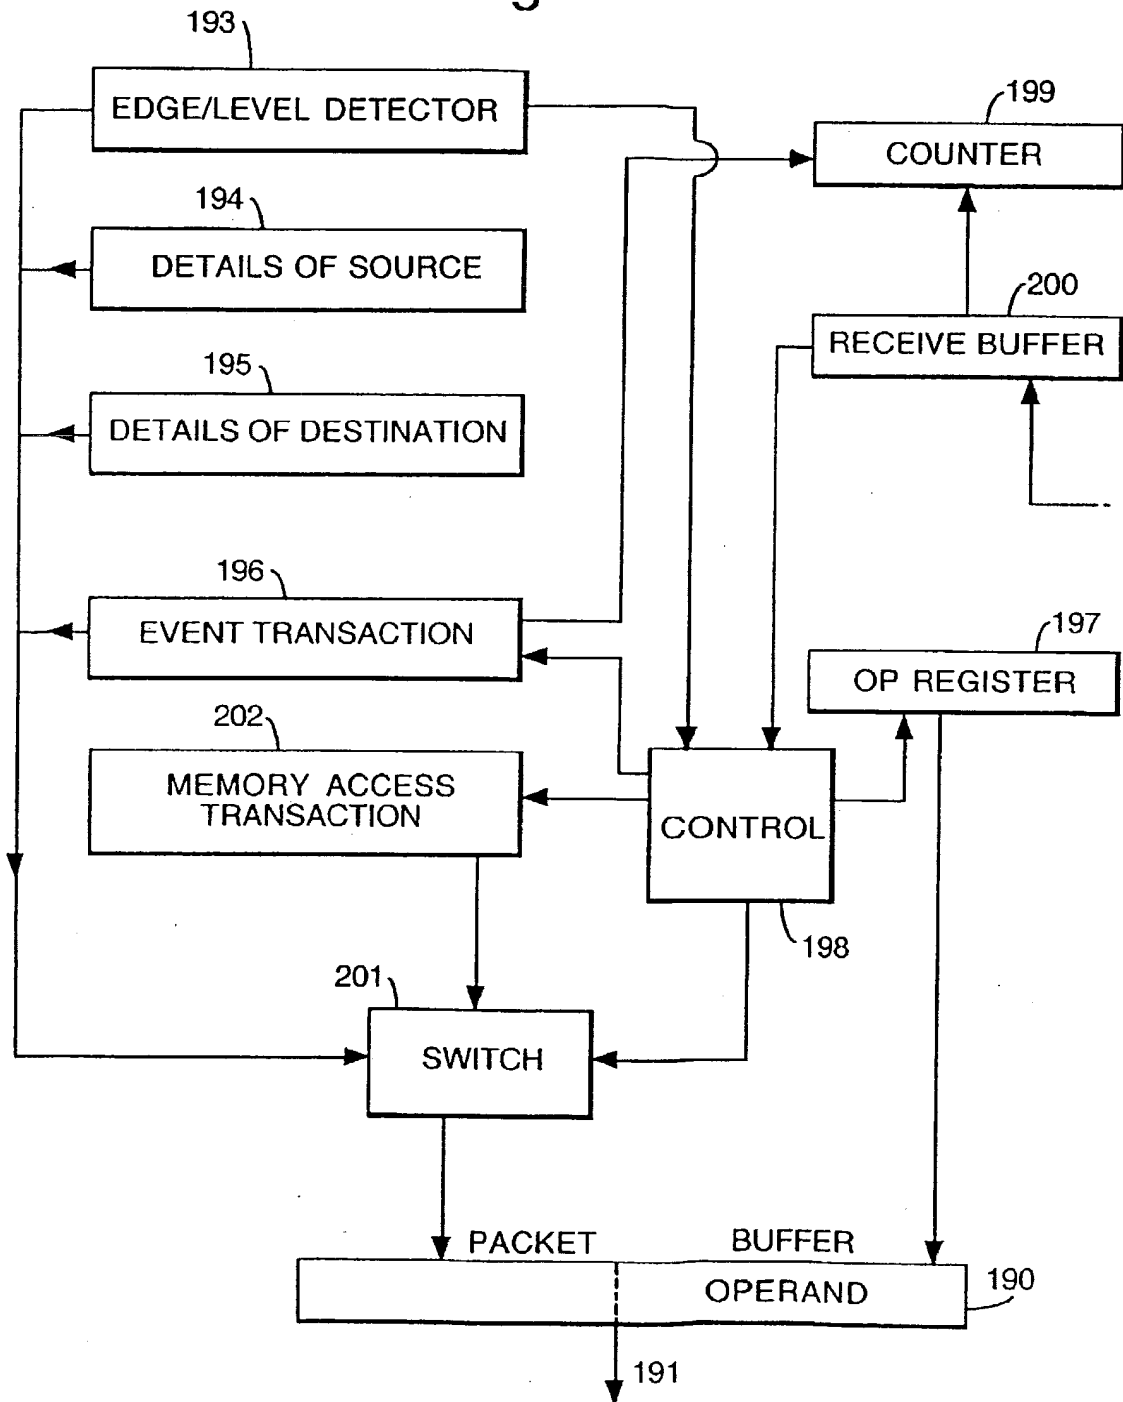 g
193
EDGE/LEVEL DETECTOR
199
COUNTER
194
DETAILS OF SOURCE
200
RECEIVE BUFFER
195
DETAILS OF DESTINATION
196
EVENT TRANSACTION
197
OP REGISTER
202
MEMORY ACCESS
TRANSACTION
CONTROL
198
201
SWITCH
PACKET BUFFER
OPERAND
190
191